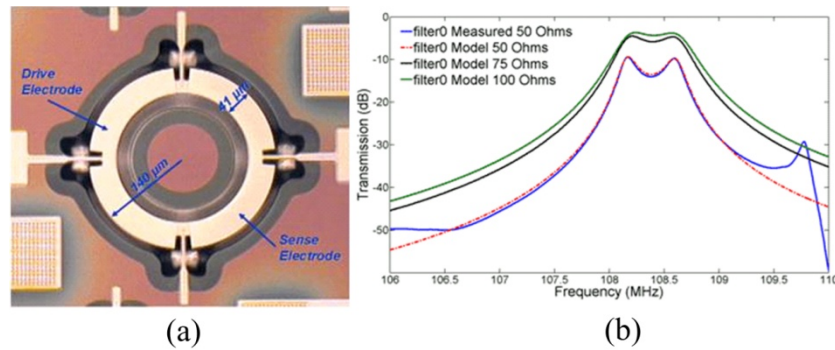 Drive
Electrode
41 µm
140 µm
Sense
Electrode
(a)
0
-10
-20
-30
-40
-50
Transmission (dB)
filter0 Measured 50 Ohms
filter0 Model 50 Ohms
filter0 Model 75 Ohms
filter0 Model 100 Ohms
106 106.5 107 107.5 108 108.5 109 109.5 110
Frequency (MHz)
(b)